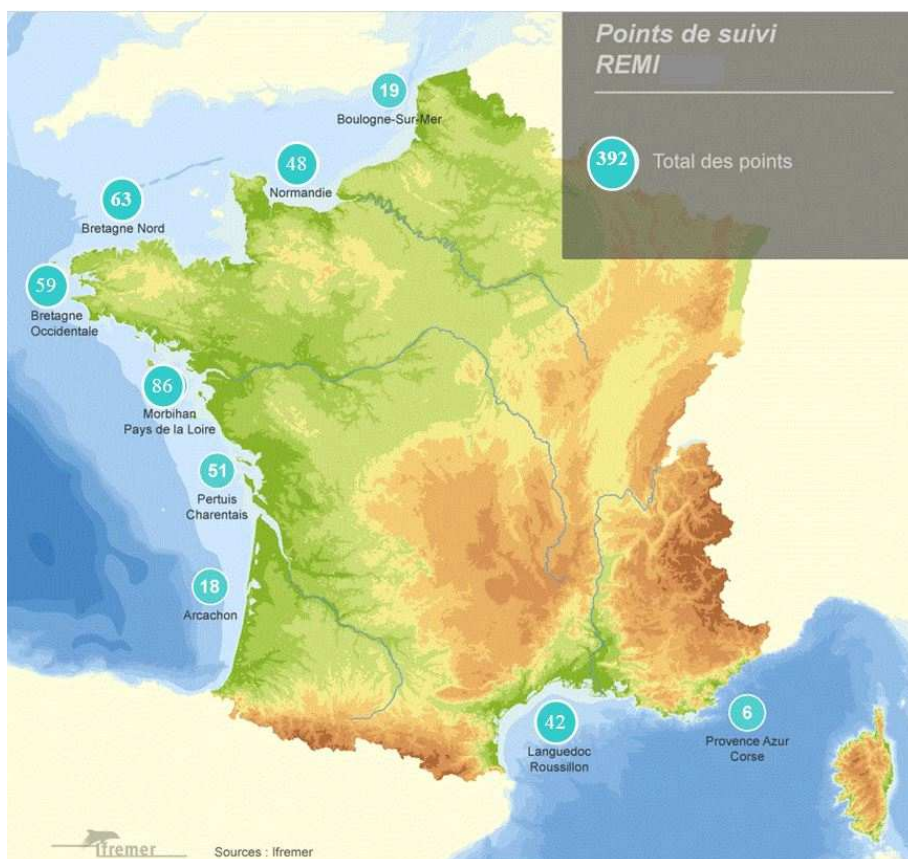 Points de suivi
REMI
392
Total des points
19
Boulogne-Sur-Mer
48
Normandie
63
Bretagne Nord
59
Bretagne
Occidentale
86
Morbihan
Pays de la Loire
51
Pertuis
Charentais
18
Arcachon
42
Languedoc
Roussillon
6
Provence Azur
Corse
ifremer
Sources : Ifremer